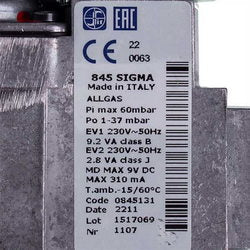 sit EAC
CE 22
0063
845 SIGMA
Made in ITALY
ALLGAS
Pi max 60mbar
Po 1-37 mbar
EV1 230V~50Hz
9.2 VA class B
EV2 230V~50Hz
2.8 VA class J
MD MAX 9V DC
MAX 310 mA
T.amb.-15/60°C
Code 0845131
Date 2211
Lot 1517069
Nr 1107